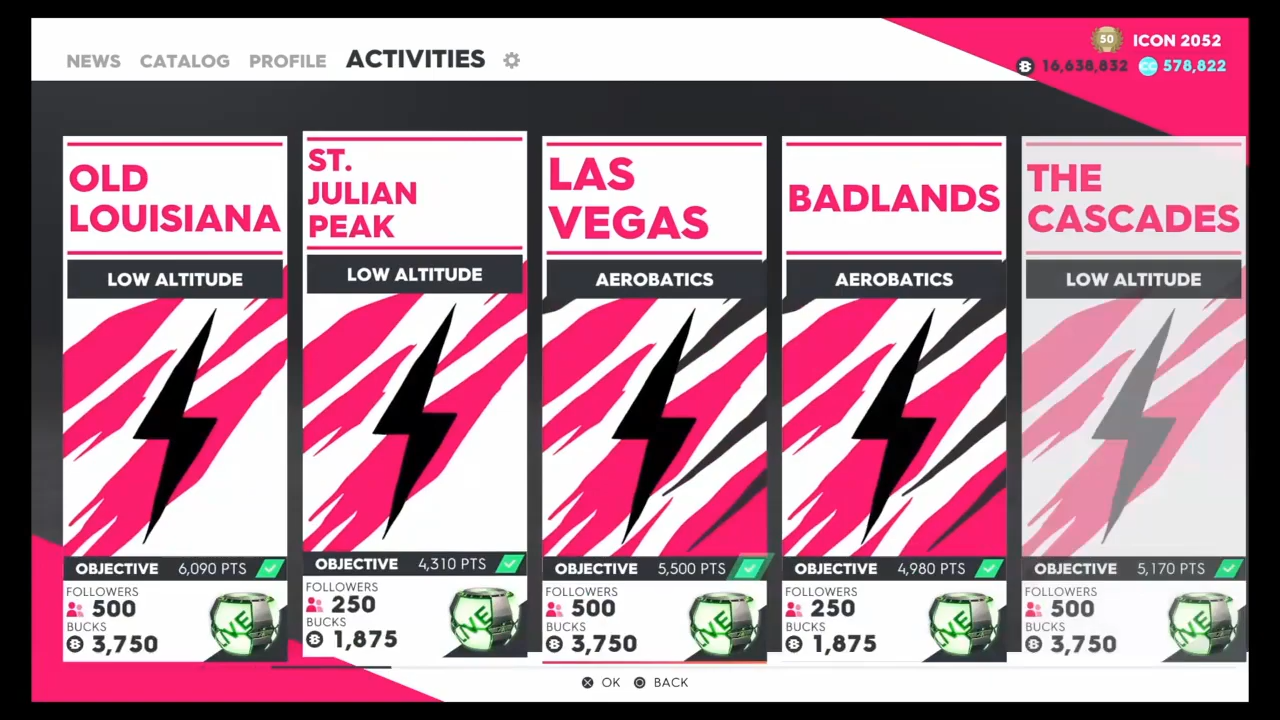 NEWS CATALOG PROFILE ACTIVITIES
50 ICON 2052
16,638,832 CC 578,822
OLD
LOUISIANA
LOW ALTITUDE
OBJECTIVE 6,090 PTS
FOLLOWERS
500
BUCKS
3,750
ST.
JULIAN
PEAK
LOW ALTITUDE
OBJECTIVE 4,310 PTS
FOLLOWERS
250
BUCKS
1,875
LAS
VEGAS
AEROBATICS
OBJECTIVE 5,500 PTS
FOLLOWERS
500
BUCKS
3,750
BADLANDS
AEROBATICS
OBJECTIVE 4,980 PTS
FOLLOWERS
250
BUCKS
1,875
THE
CASCADES
LOW ALTITUDE
OBJECTIVE 5,170 PTS
FOLLOWERS
500
BUCKS
3,750
OK BACK